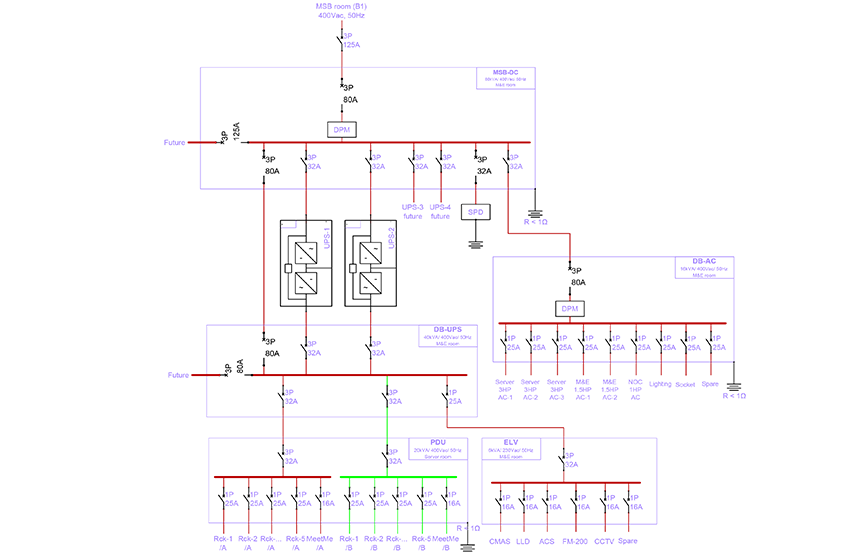 MSB room (B1)
400Vac, 50Hz
3P
125A
MSB-DC
400Vac/ 50Hz
M&E room
3P
80A
DPM
Future
3P
125A
3P
80A
3P
32A
3P
32A
3P
32A
3P
32A
3P
32A
3P
32A
UPS-3
future
UPS-4
future
SPD
R < 1Ω
UPS-1
UPS-2
DB-AC
400Vac/ 50Hz
M&E room
3P
80A
DPM
1P
25A
1P
25A
1P
25A
1P
25A
1P
25A
1P
25A
1P
25A
1P
25A
1P
25A
Server
3HP
AC-1
Server
3HP
AC-2
Server
3HP
AC-3
M&E
1.5HP
AC-1
M&E
1.5HP
AC-2
NOC
1HP
AC
Lighting
Socket
Spare
R < 1Ω
DB-UPS
40kVA/ 400Vac/ 50Hz
M&E room
3P
80A
3P
32A
3P
32A
Future
3P
80A
3P
32A
3P
32A
1P
25A
PDU
20kVA/ 400Vac/ 50Hz
Server room
3P
32A
3P
32A
1P
25A
1P
25A
1P
25A
1P
25A
1P
16A
1P
25A
1P
25A
1P
25A
1P
25A
1P
16A
Rck-1
/A
Rck-2
/A
Rck-...
/A
Rck-5
/A
MeetMe
/A
Rck-1
/B
Rck-2
/B
Rck-...
/B
Rck-5
/B
MeetMe
/B
R < 1Ω
ELV
230Vac/ 50Hz
M&E room
3P
32A
1P
16A
1P
16A
1P
16A
1P
16A
1P
16A
1P
16A
CMAS
LLD
ACS
FM-200
CCTV
Spare